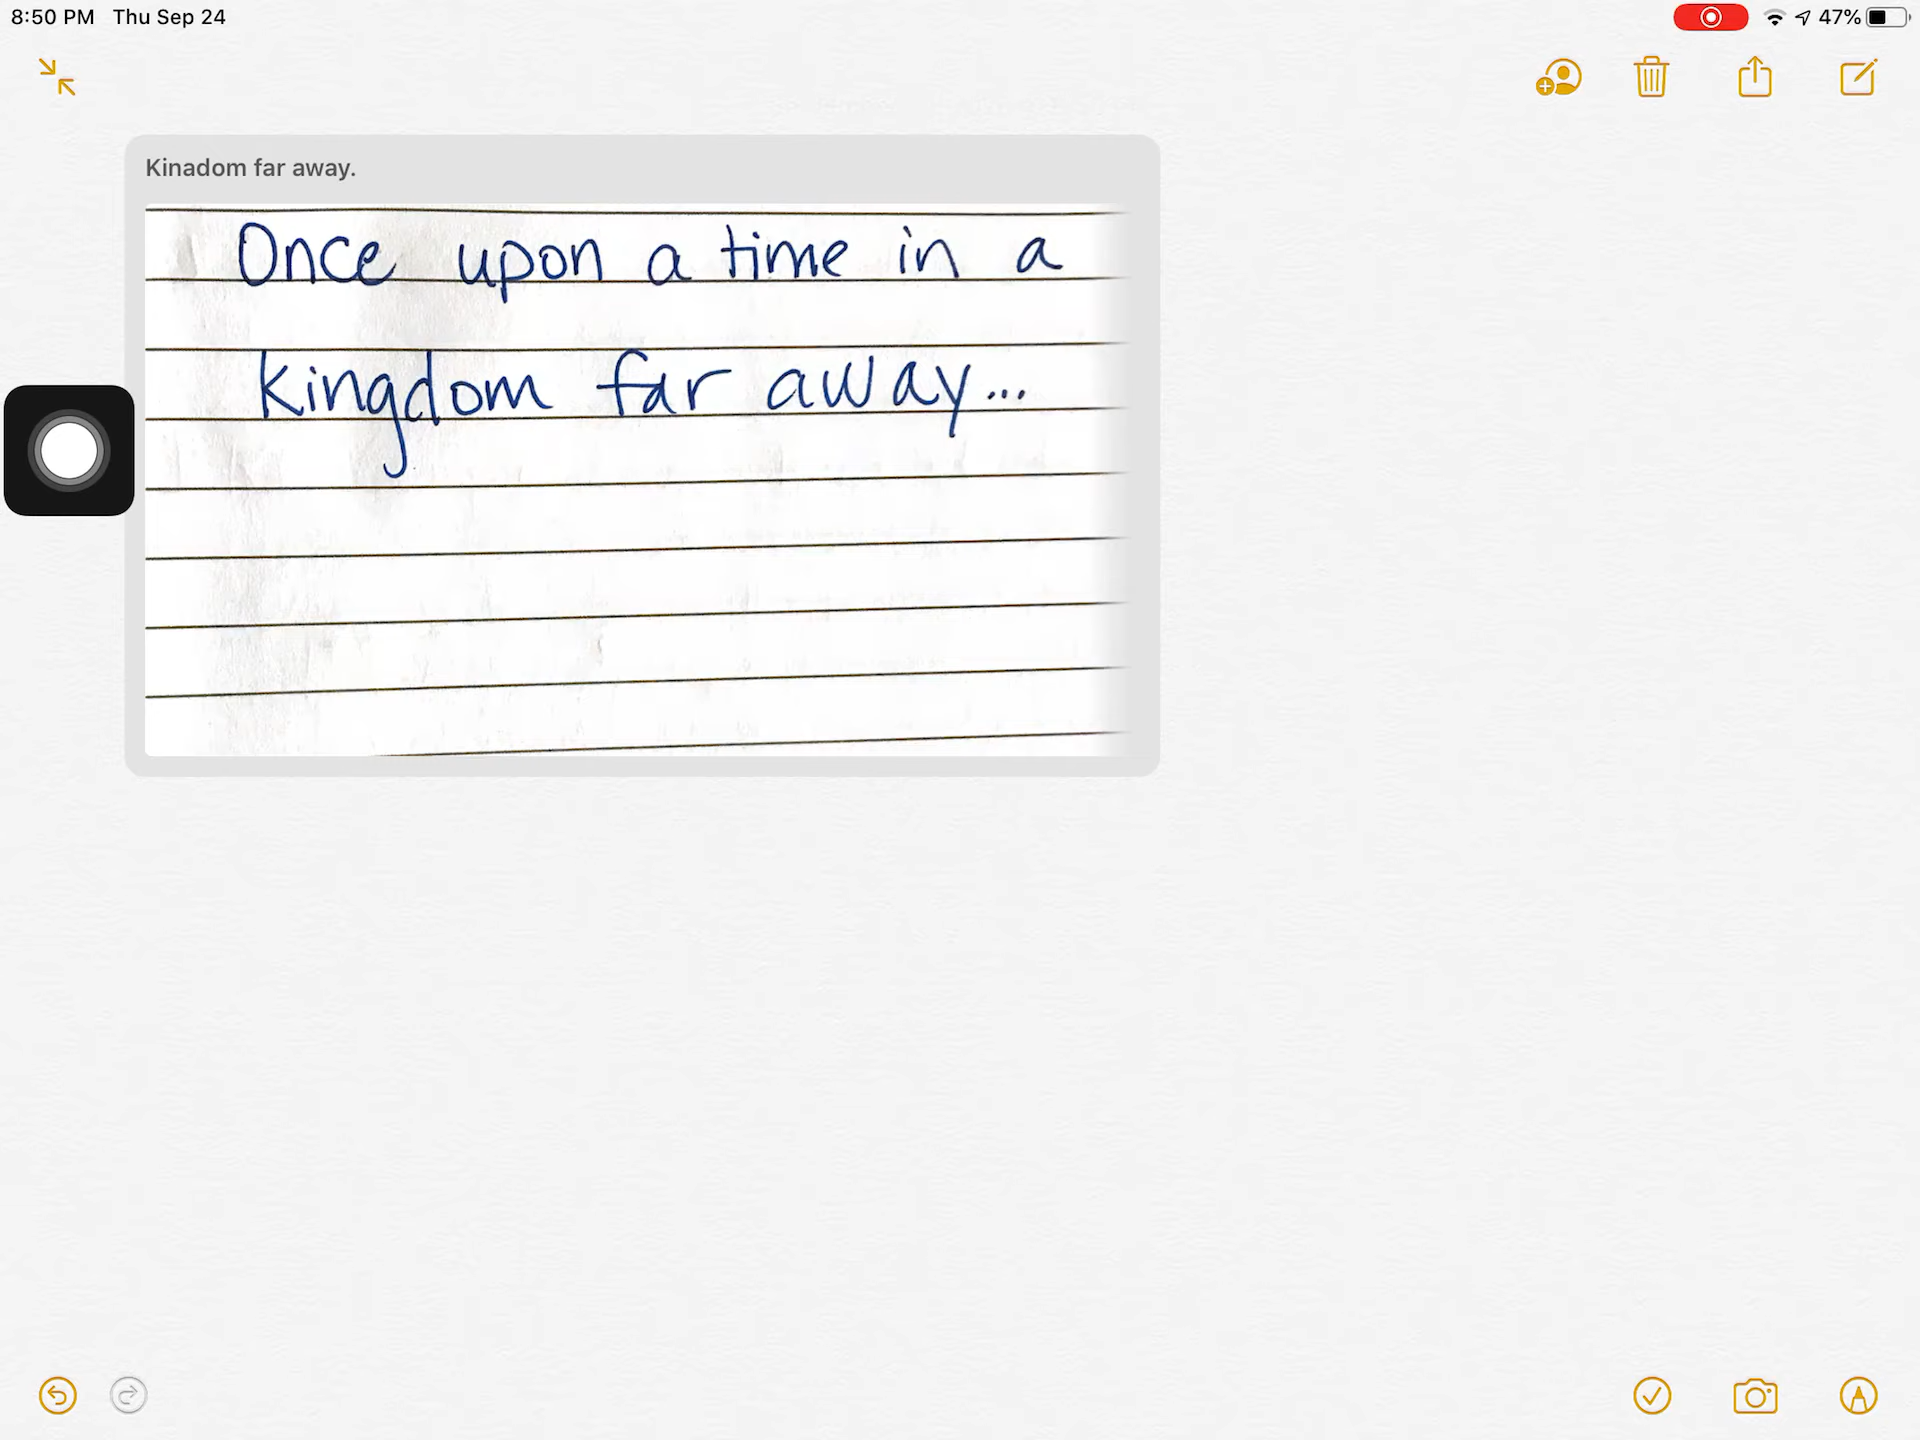 8:50 PM Thu Sep 24 47%
Kinadom far away.
Once upon a time in a
kingdom far away...